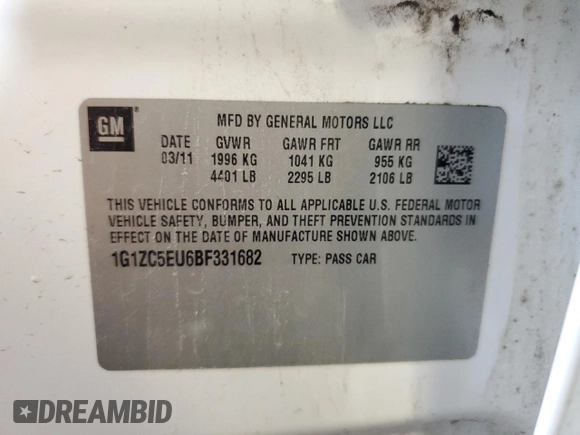 GM
MFD BY GENERAL MOTORS LLC
DATE GVWR GAWR FRT GAWR RR
03/11 1996 KG 1041 KG 955 KG
4401 LB 2295 LB 2106 LB
THIS VEHICLE CONFORMS TO ALL APPLICABLE U.S. FEDERAL MOTOR
VEHICLE SAFETY, BUMPER, AND THEFT PREVENTION STANDARDS IN
EFFECT ON THE DATE OF MANUFACTURE SHOWN ABOVE.
1G1ZC5EU6BF331682 TYPE: PASS CAR
DREAMBID